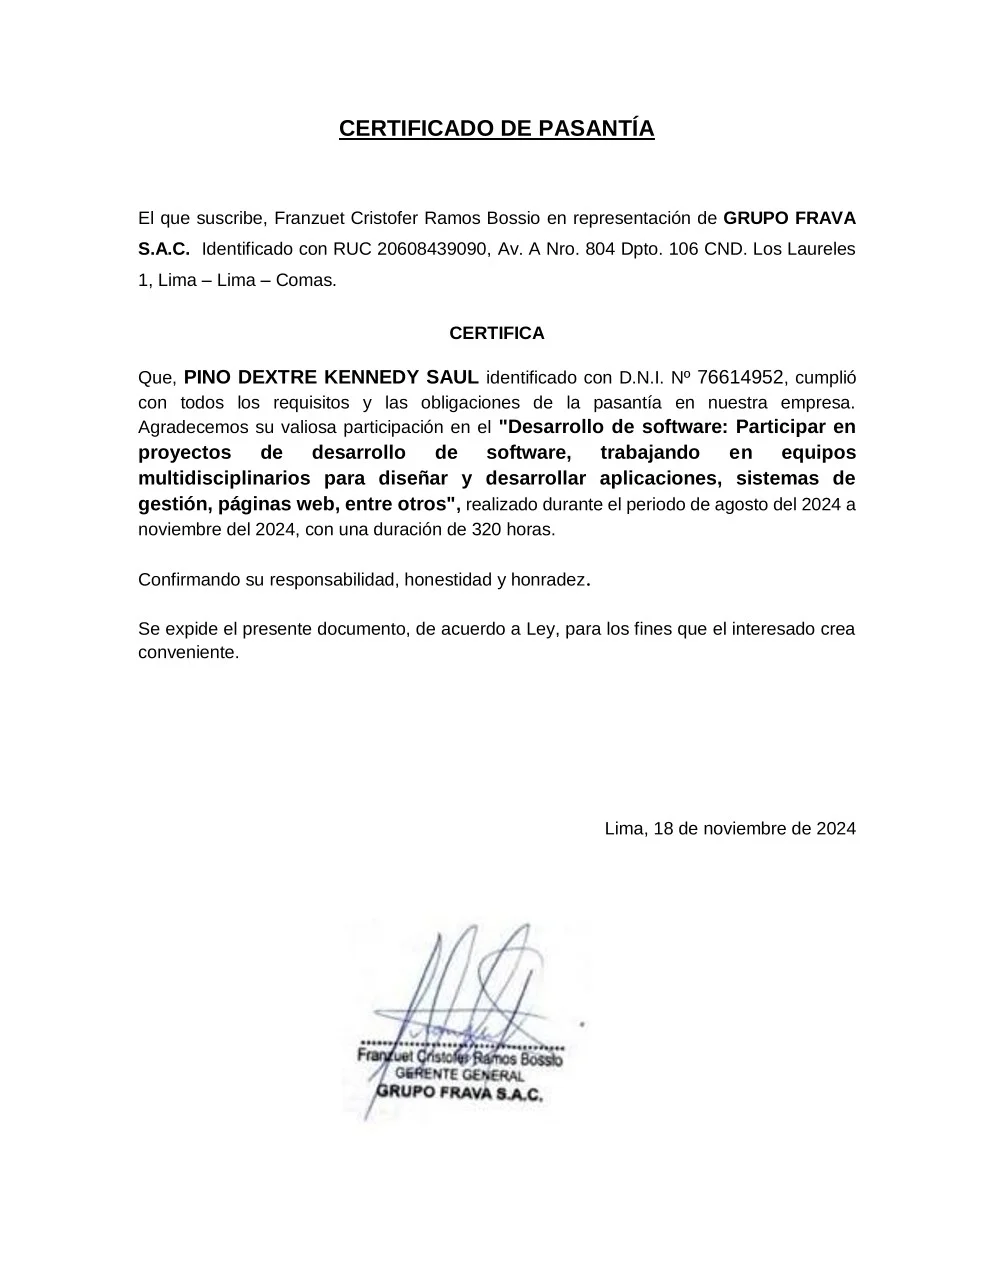 CERTIFICADO DE PASANTÍA
El que suscribe, Franzuet Cristofer Ramos Bossio en representación de GRUPO FRAVA
S.A.C. Identificado con RUC 20608439090, Av. A Nro. 804 Dpto. 106 CND. Los Laureles
1, Lima – Lima – Comas.
CERTIFICA
Que, PINO DEXTRE KENNEDY SAUL identificado con D.N.I. Nº 76614952, cumplió
con todos los requisitos y las obligaciones de la pasantía en nuestra empresa.
Agradecemos su valiosa participación en el "Desarrollo de software: Participar en
proyectos de desarrollo de software, trabajando en equipos
multidisciplinarios para diseñar y desarrollar aplicaciones, sistemas de
gestión, páginas web, entre otros", realizado durante el periodo de agosto del 2024 a
noviembre del 2024, con una duración de 320 horas.
Confirmando su responsabilidad, honestidad y honradez.
Se expide el presente documento, de acuerdo a Ley, para los fines que el interesado crea
conveniente.
Lima, 18 de noviembre de 2024
Franzuet Cristofer Ramos Bossio
GERENTE GENERAL
GRUPO FRAVA S.A.C.